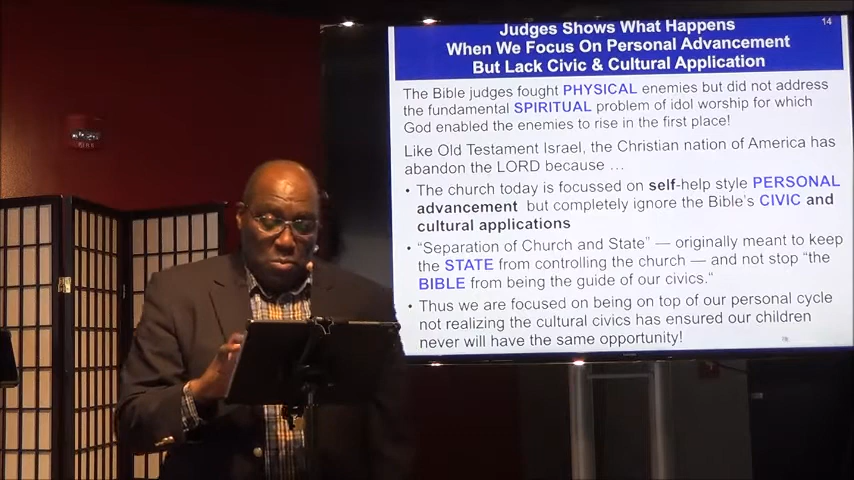 Judges Shows What Happens
14
When We Focus On Personal Advancement
But Lack Civic & Cultural Application
The Bible judges fought PHYSICAL enemies but did not address
the fundamental SPIRITUAL problem of idol worship for which
God enabled the enemies to rise in the first place!
Like Old Testament Israel, the Christian nation of America has
abandon the LORD because ...
• The church today is focussed on self-help style PERSONAL
advancement but completely ignore the Bible's CIVIC and
cultural applications
• "Separation of Church and State" — originally meant to keep
the STATE from controlling the church — and not stop "the
BIBLE from being the guide of our civics."
• Thus we are focused on being on top of our personal cycle
not realizing the cultural civics has ensured our children
never will have the same opportunity!